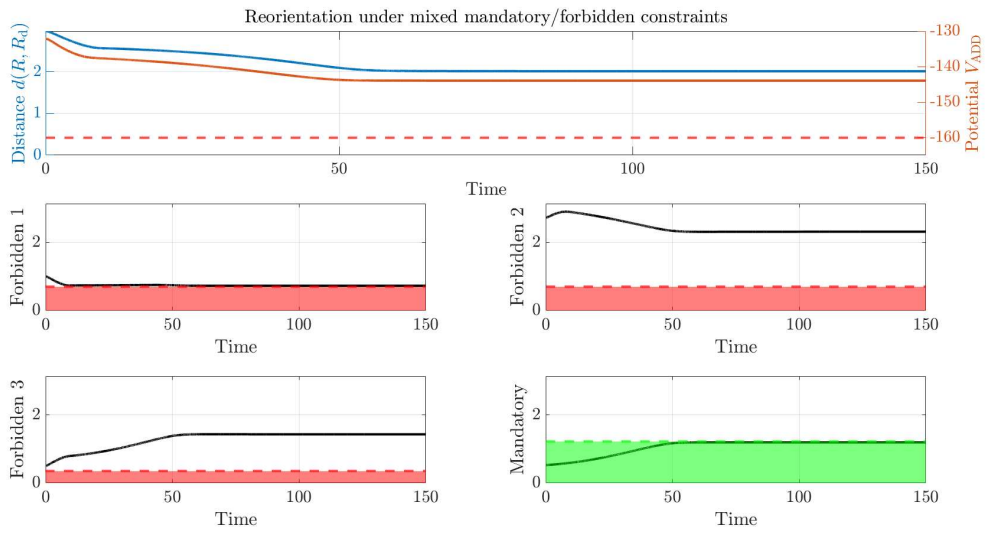 Reorientation under mixed mandatory/forbidden constraints
Distance d(R, R_d)
2
1
0
-130
-140
-150
-160
Potential V_ADD
0 50 100 150
Time
Forbidden 1
2
0
0 50 100 150
Time
Forbidden 2
2
0
0 50 100 150
Time
Forbidden 3
2
0
0 50 100 150
Time
Mandatory
2
0
0 50 100 150
Time